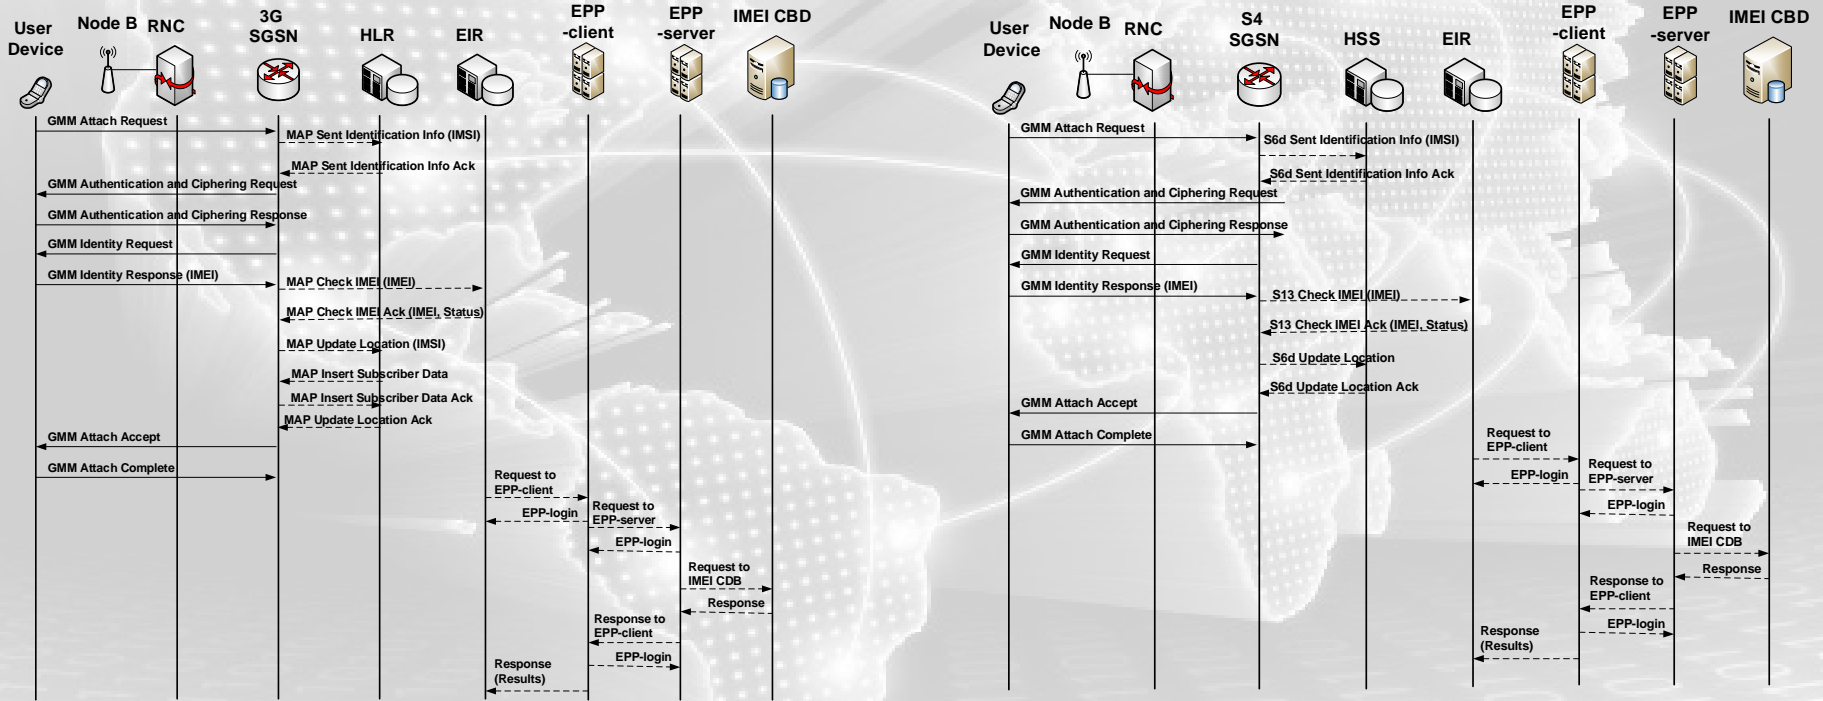 User
Device
Node B
RNC
3G
SGSN
HLR
EIR
EPP
-client
EPP
-server
IMEI CBD
GMM Attach Request
MAP Sent Identification Info (IMSI)
MAP Sent Identification Info Ack
GMM Authentication and Ciphering Request
GMM Authentication and Ciphering Response
GMM Identity Request
GMM Identity Response (IMEI)
MAP Check IMEI (IMEI)
MAP Check IMEI Ack (IMEI, Status)
MAP Update Location (IMSI)
MAP Insert Subscriber Data
MAP Insert Subscriber Data Ack
MAP Update Location Ack
GMM Attach Accept
GMM Attach Complete
Request to
EPP-client
EPP-login
Request to
EPP-server
EPP-login
Request to
IMEI CDB
Response
Response to
EPP-client
EPP-login
Response
(Results)
User
Device
Node B
RNC
S4
SGSN
HSS
EIR
EPP
-client
EPP
-server
IMEI CBD
GMM Attach Request
S6d Sent Identification Info (IMSI)
S6d Sent Identification Info Ack
GMM Authentication and Ciphering Request
GMM Authentication and Ciphering Response
GMM Identity Request
GMM Identity Response (IMEI)
S13 Check IMEI (IMEI)
S13 Check IMEI Ack (IMEI, Status)
S6d Update Location
S6d Update Location Ack
GMM Attach Accept
GMM Attach Complete
Request to
EPP-client
EPP-login
Request to
EPP-server
EPP-login
Request to
IMEI CDB
Response
Response to
EPP-client
EPP-login
Response
(Results)